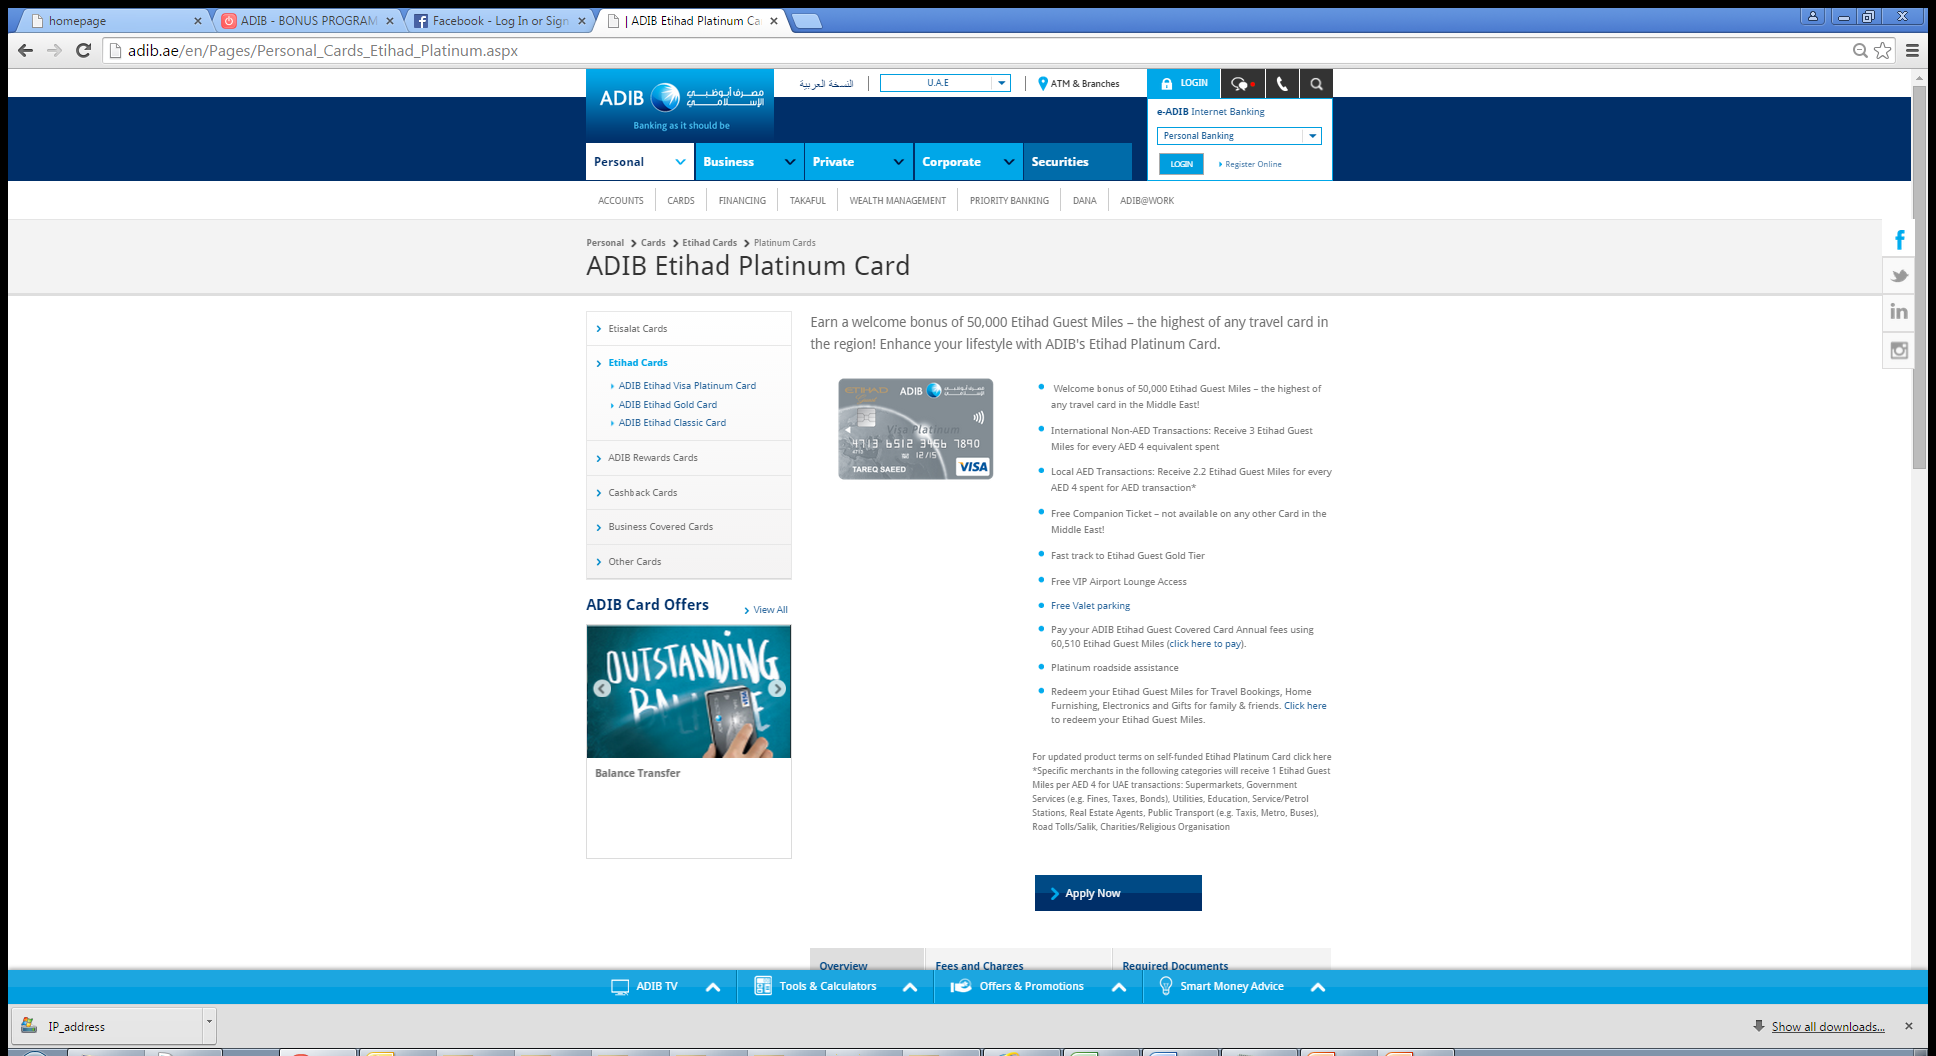 homepage
ADIB - BONUS PROGRAM
Facebook - Log In or Sign
| ADIB Etihad Platinum Ca
adib.ae/en/Pages/Personal_Cards_Etihad_Platinum.aspx
ADIB مصرف أبوظبي الإسلامي
Banking as it should be
النسخة العربية
U.A.E
ATM & Branches
LOGIN
e-ADIB Internet Banking
Personal Banking
LOGIN
Register Online
Personal
Business
Private
Corporate
Securities
ACCOUNTS
CARDS
FINANCING
TAKAFUL
WEALTH MANAGEMENT
PRIORITY BANKING
DANA
ADIB@WORK
Personal Cards Etihad Cards Platinum Cards
ADIB Etihad Platinum Card
Etisalat Cards
Etihad Cards
ADIB Etihad Visa Platinum Card
ADIB Etihad Gold Card
ADIB Etihad Classic Card
ADIB Rewards Cards
Cashback Cards
Business Covered Cards
Other Cards
ADIB Card Offers
View All
OUTSTANDING
Balance Transfer
Earn a welcome bonus of 50,000 Etihad Guest Miles – the highest of any travel card in
the region! Enhance your lifestyle with ADIB's Etihad Platinum Card.
ETIHAD
Guest
ADIB
Visa Platinum
4713 6512 3456 7890
12/15
TAREQ SAEED
VISA
Welcome bonus of 50,000 Etihad Guest Miles – the highest of
any travel card in the Middle East!
International Non-AED Transactions: Receive 3 Etihad Guest
Miles for every AED 4 equivalent spent
Local AED Transactions: Receive 2.2 Etihad Guest Miles for every
AED 4 spent for AED transaction*
Free Companion Ticket – not available on any other Card in the
Middle East!
Fast track to Etihad Guest Gold Tier
Free VIP Airport Lounge Access
Free Valet parking
Pay your ADIB Etihad Guest Covered Card Annual fees using
60,510 Etihad Guest Miles (click here to pay).
Platinum roadside assistance
Redeem your Etihad Guest Miles for Travel Bookings, Home
Furnishing, Electronics and Gifts for family & friends. Click here
to redeem your Etihad Guest Miles.
For updated product terms on self-funded Etihad Platinum Card click here
*Specific merchants in the following categories will receive 1 Etihad Guest
Miles per AED 4 for UAE transactions: Supermarkets, Government
Services (e.g. Fines, Taxes, Bonds), Utilities, Education, Service/Petrol
Stations, Real Estate Agents, Public Transport (e.g. Taxis, Metro, Buses),
Road Tolls/Salik, Charities/Religious Organisation
Apply Now
Overview
Fees and Charges
Required Documents
ADIB TV
Tools & Calculators
Offers & Promotions
Smart Money Advice
IP_address
Show all downloads...